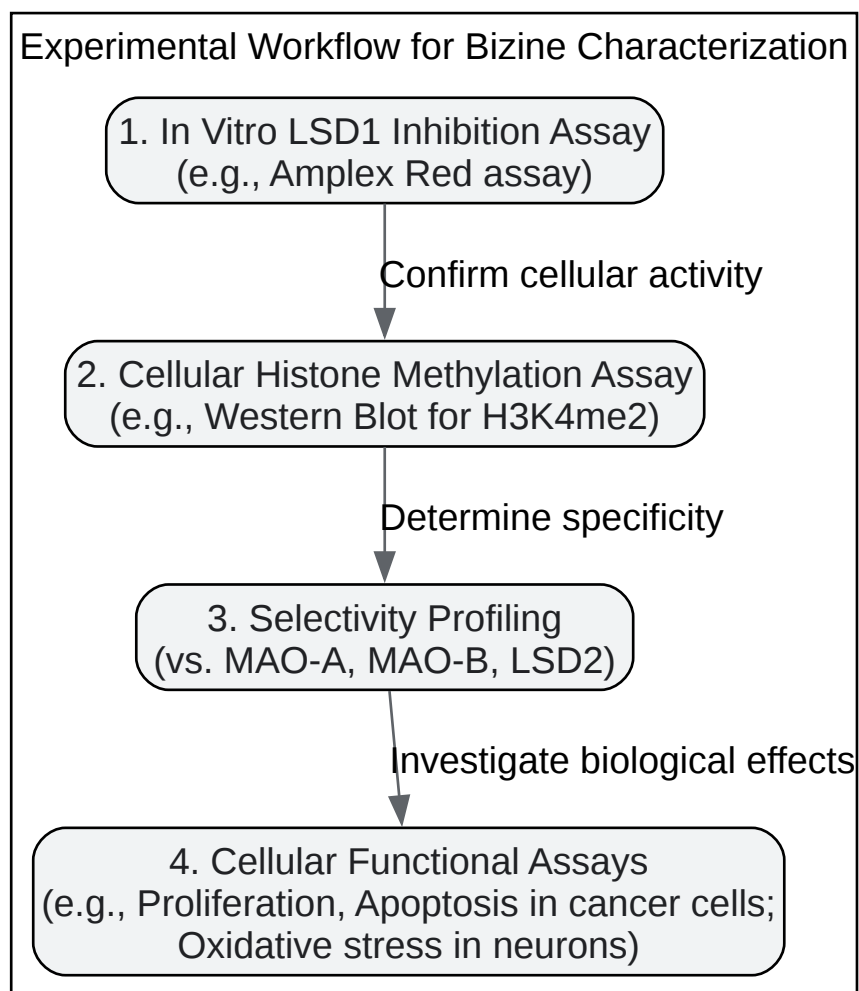 Experimental Workflow for Bizine Characterization
1. In Vitro LSD1 Inhibition Assay
(e.g., Amplex Red assay)
Confirm cellular activity
2. Cellular Histone Methylation Assay
(e.g., Western Blot for H3K4me2)
Determine specificity
3. Selectivity Profiling
(vs. MAO-A, MAO-B, LSD2)
Investigate biological effects
4. Cellular Functional Assays
(e.g., Proliferation, Apoptosis in cancer cells;
Oxidative stress in neurons)